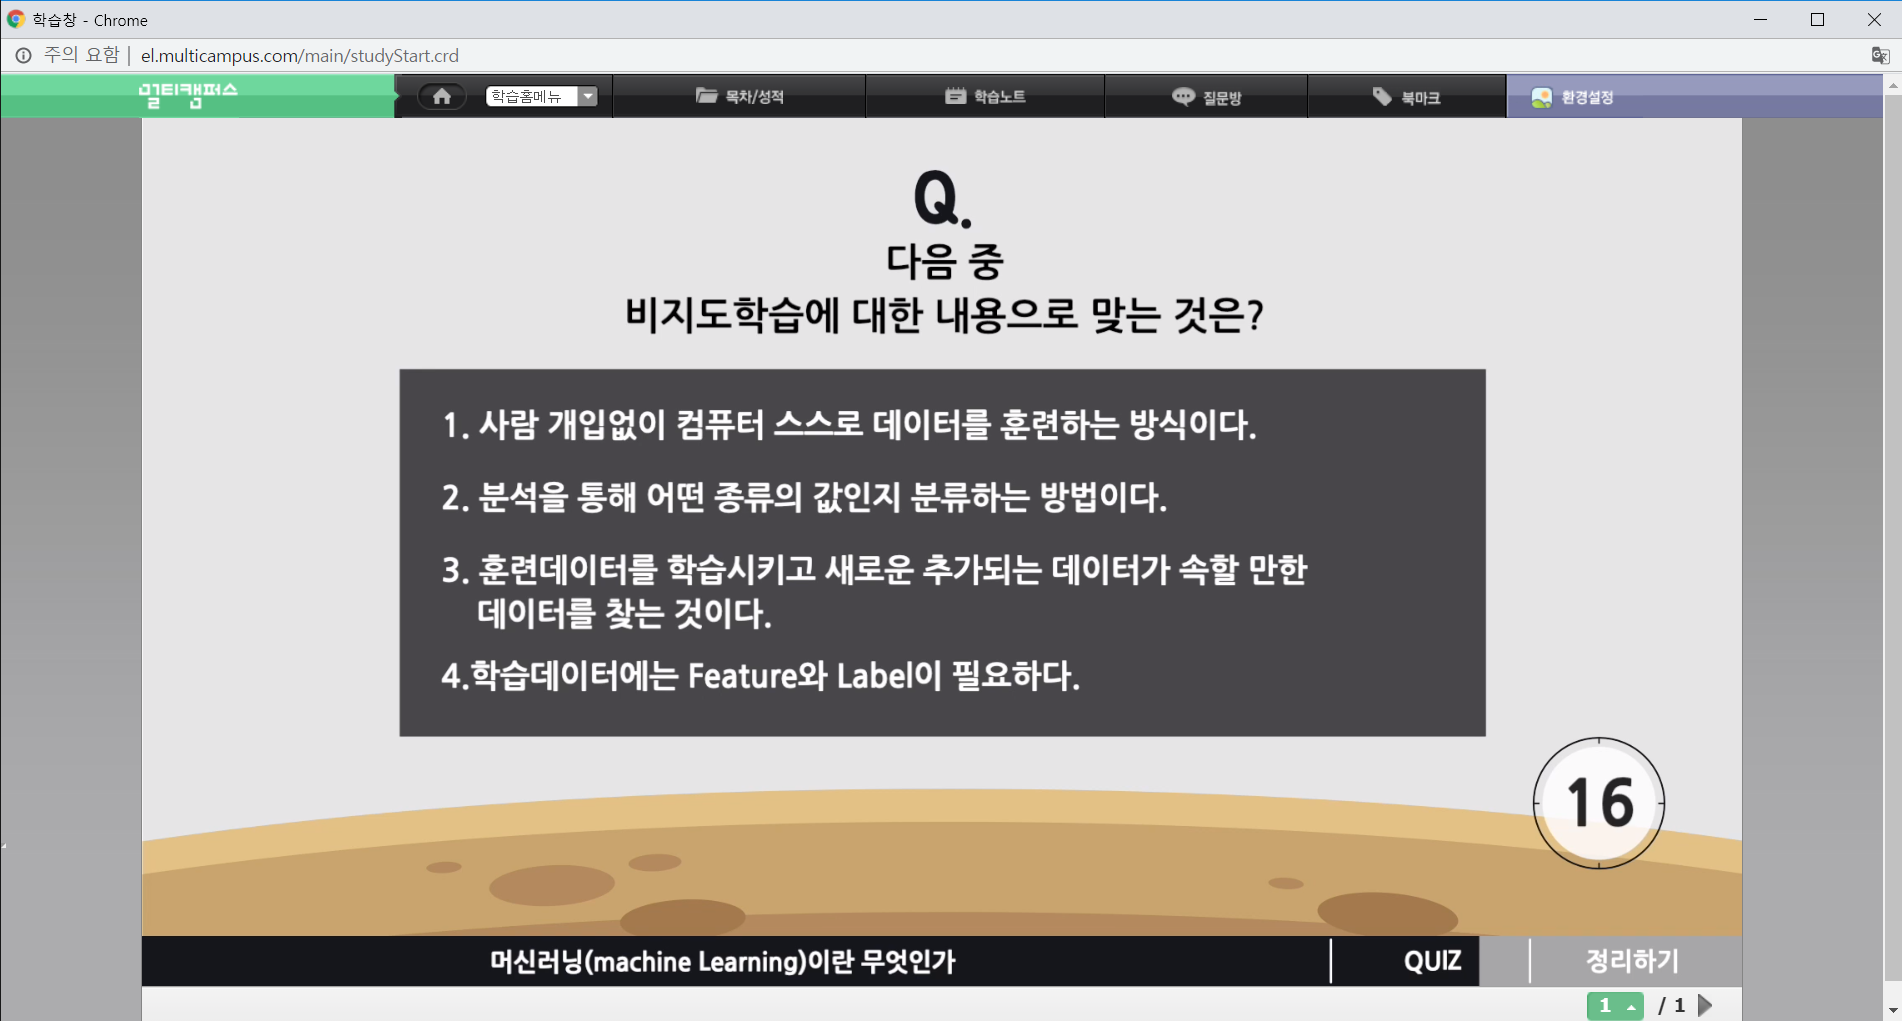 학습창 - Chrome
주의 요함 | el.multicampus.com/main/studyStart.crd
멀티캠퍼스
학습홈메뉴
목차/성적
학습노트
질문방
북마크
환경설정
Q.
다음 중
비지도학습에 대한 내용으로 맞는 것은?
1. 사람 개입없이 컴퓨터 스스로 데이터를 훈련하는 방식이다.
2. 분석을 통해 어떤 종류의 값인지 분류하는 방법이다.
3. 훈련데이터를 학습시키고 새로운 추가되는 데이터가 속할 만한
데이터를 찾는 것이다.
4.학습데이터에는 Feature와 Label이 필요하다.
16
머신러닝(machine Learning)이란 무엇인가
QUIZ
정리하기
1 / 1